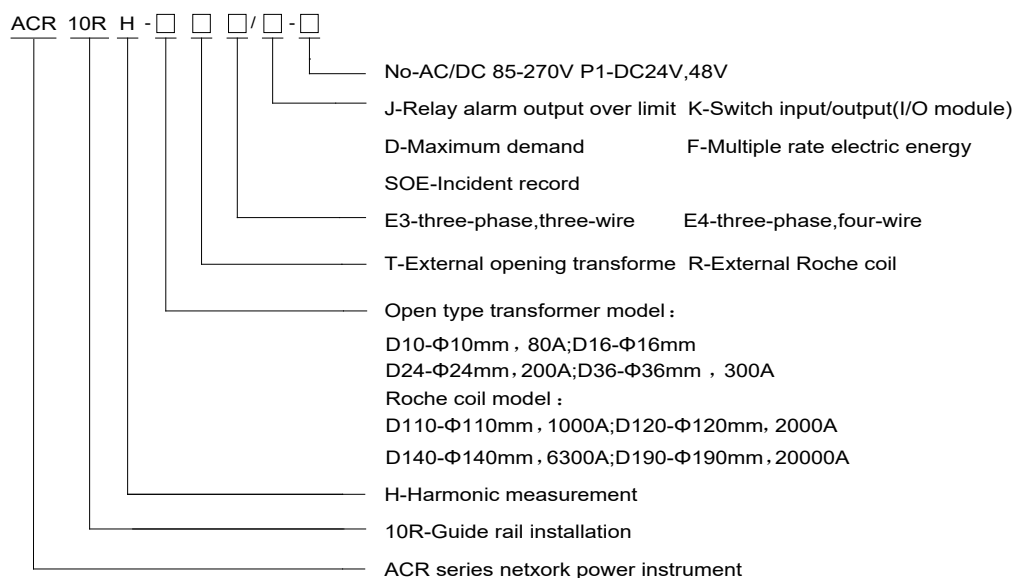 ACR 10R H - □ □ □ / □ - □
No-AC/DC 85-270V P1-DC24V,48V
J-Relay alarm output over limit K-Switch input/output(I/O module)
D-Maximum demand F-Multiple rate electric energy
SOE-Incident record
E3-three-phase,three-wire E4-three-phase,four-wire
T-External opening transforme R-External Roche coil
Open type transformer model：
D10-Φ10mm，80A;D16-Φ16mm
D24-Φ24mm，200A;D36-Φ36mm，300A
Roche coil model：
D110-Φ110mm，1000A;D120-Φ120mm，2000A
D140-Φ140mm，6300A;D190-Φ190mm，20000A
H-Harmonic measurement
10R-Guide rail installation
ACR series netxork power instrument